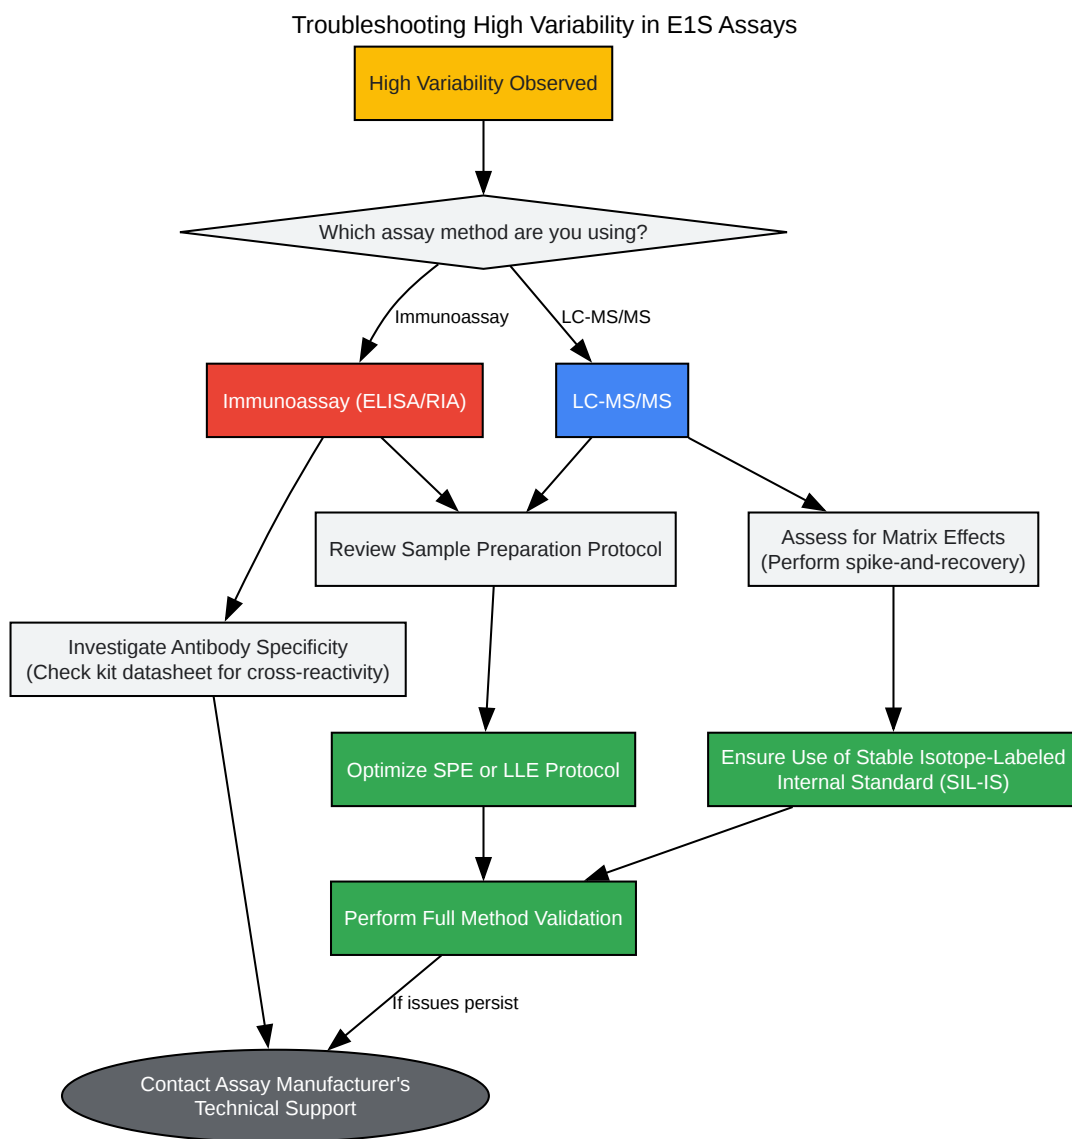 Troubleshooting High Variability in E1S Assays
High Variability Observed
Which assay method are you using?
Immunoassay
LC-MS/MS
Immunoassay (ELISA/RIA)
LC-MS/MS
Review Sample Preparation Protocol
Assess for Matrix Effects
(Perform spike-and-recovery)
Investigate Antibody Specificity
(Check kit datasheet for cross-reactivity)
Optimize SPE or LLE Protocol
Ensure Use of Stable Isotope-Labeled
Internal Standard (SIL-IS)
Perform Full Method Validation
If issues persist
Contact Assay Manufacturer's
Technical Support